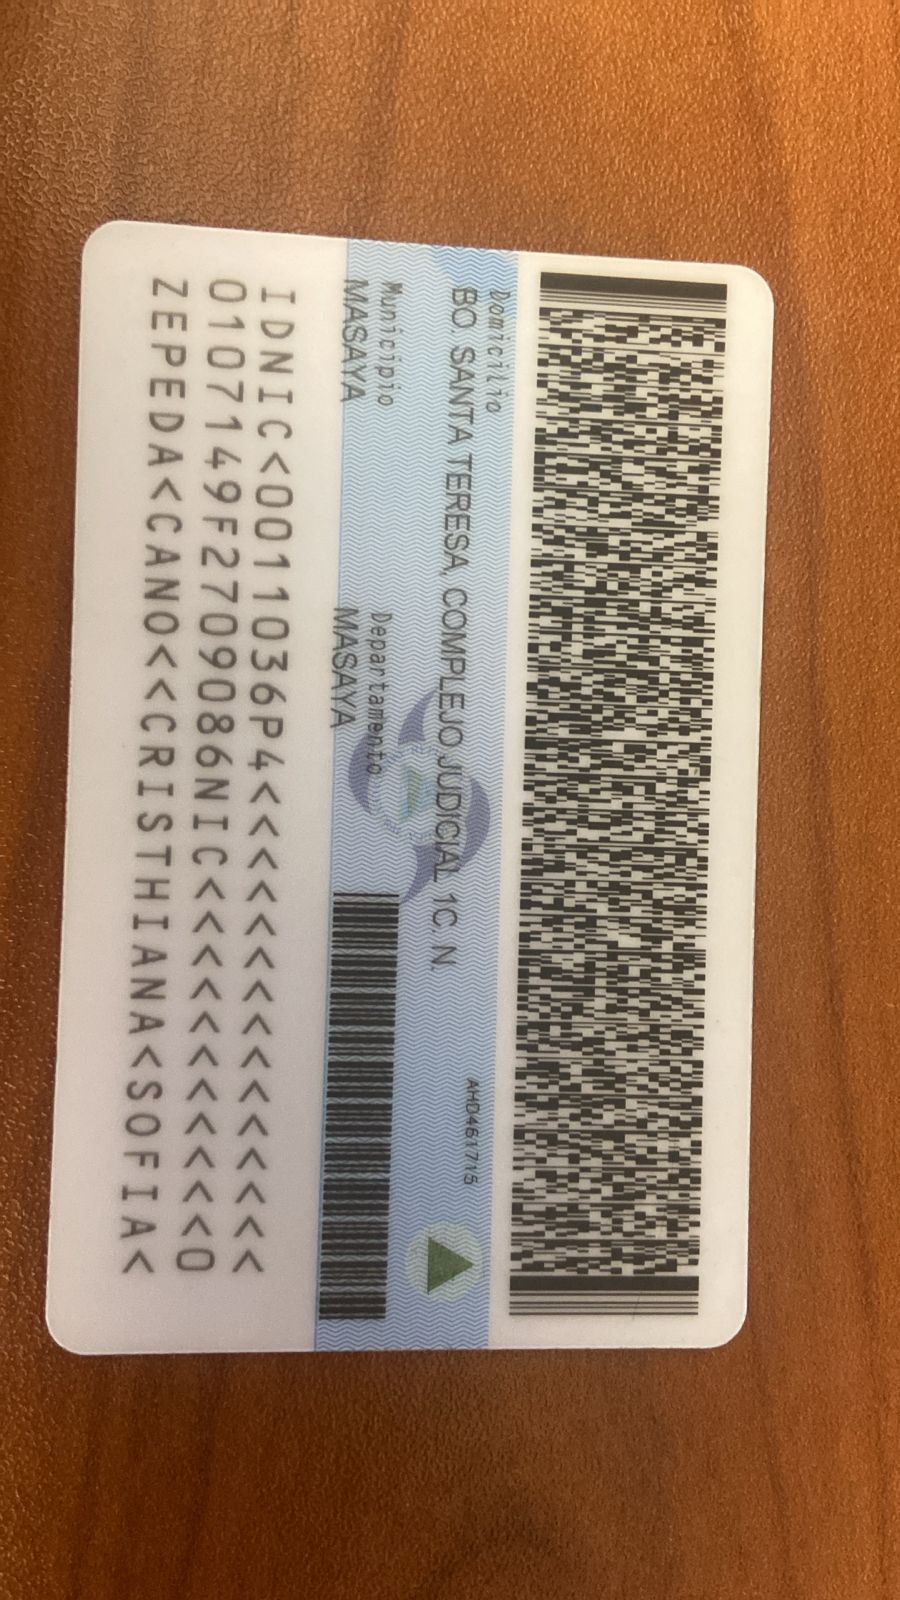 Domicilio
BO. SANTA TERESA, COMPLEJO JUDICIAL 1C. N.
AHD461715
Municipio
MASAYA
Departamento
MASAYA
IDNIC<0011036P4<<<<<<<<<<<<<<<
0107149F2709086NIC<<<<<<<<<<<0
ZEPEDA<CANO<<CRISTHIANA<SOFIA<